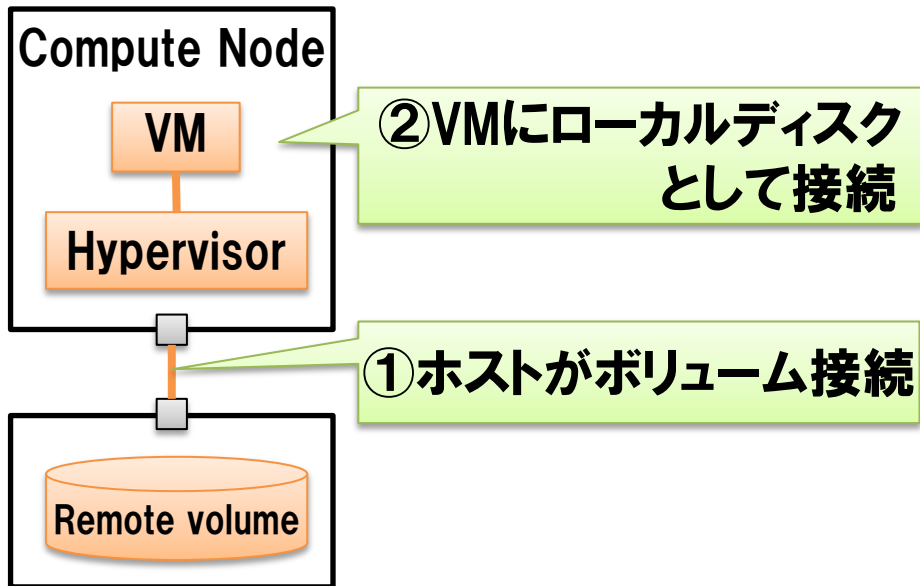 Compute Node
VM
②VMにローカルディスク
として接続
Hypervisor
①ホストがボリューム接続
Remote volume